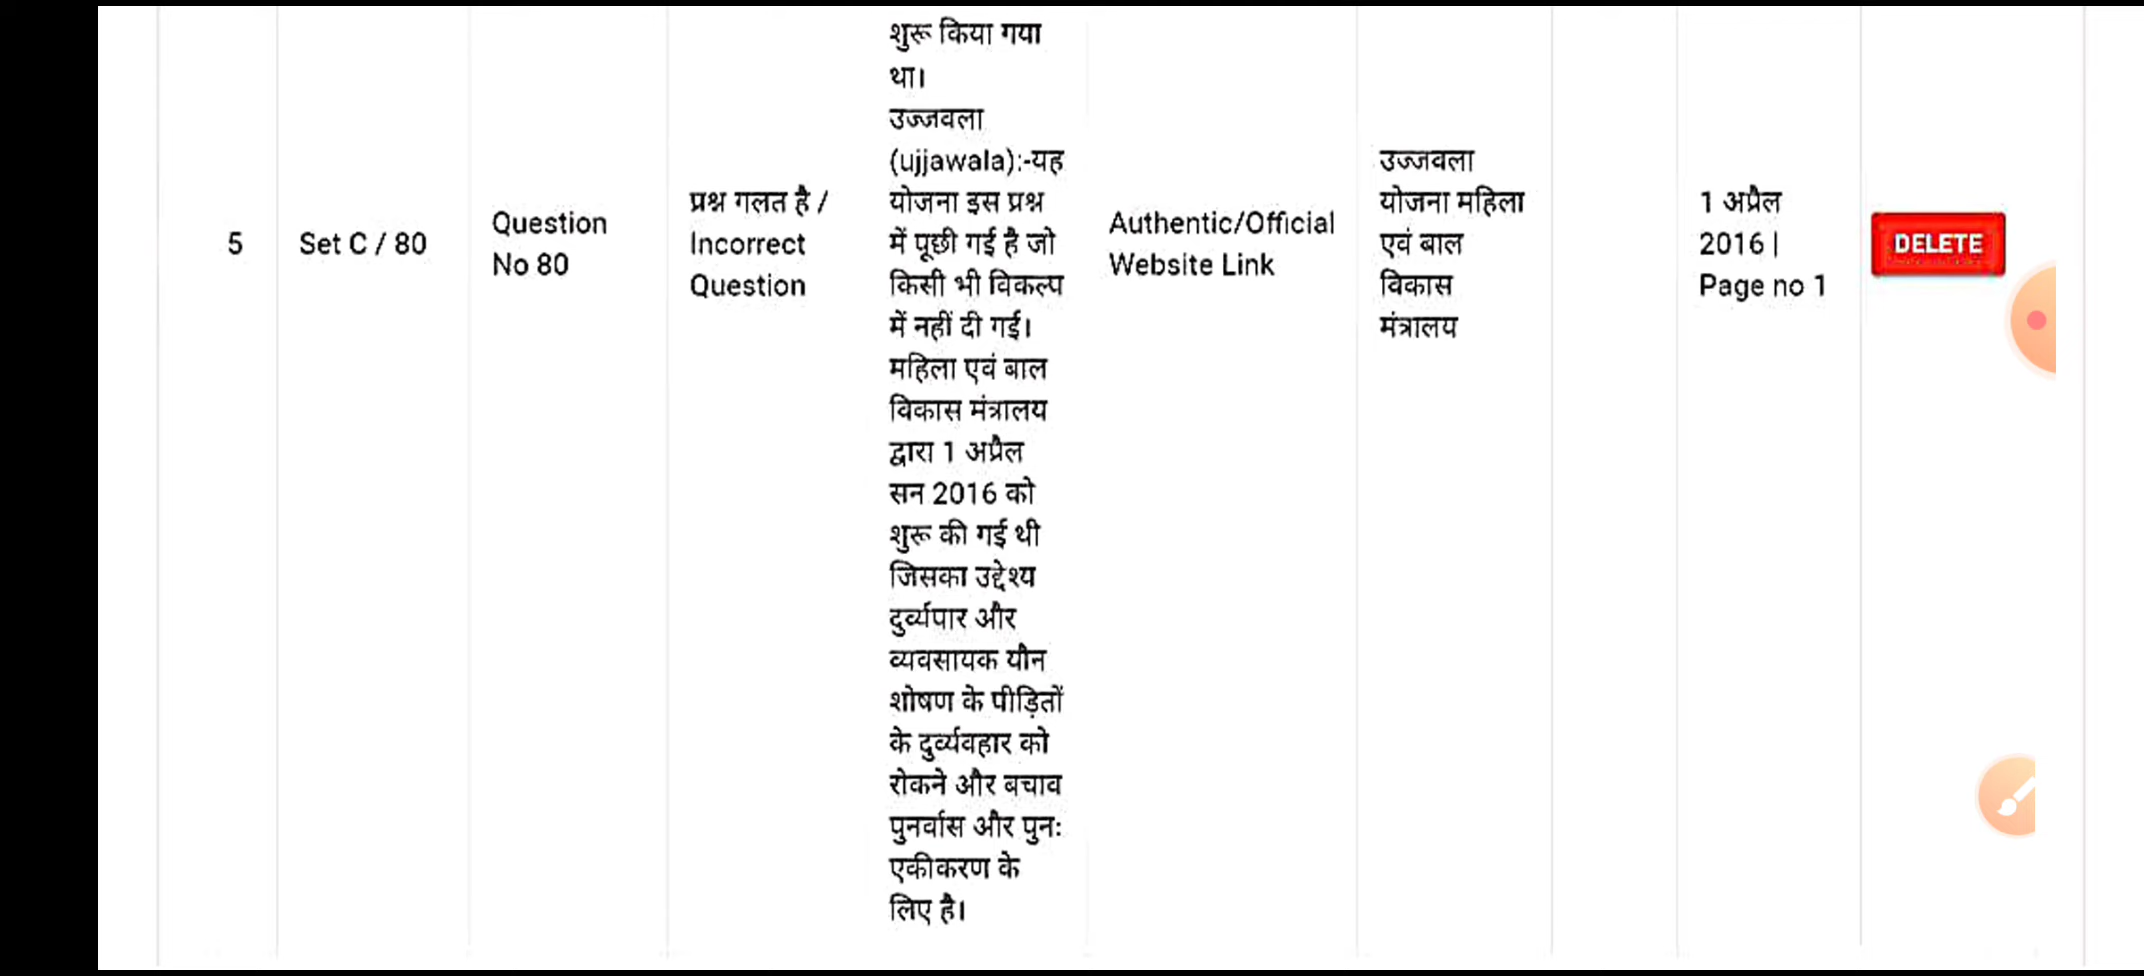 5
Set C / 80
Question
No 80
प्रश्न गलत है /
Incorrect
Question
शुरू किया गया
था।
उज्जवला
(ujjawala):-यह
योजना इस प्रश्न
में पूछी गई है जो
किसी भी विकल्प
में नहीं दी गई।
महिला एवं बाल
विकास मंत्रालय
द्वारा 1 अप्रैल
सन 2016 को
शुरू की गई थी
जिसका उद्देश्य
दुर्व्यपार और
व्यवसायक यौन
शोषण के पीड़ितों
के दुर्व्यवहार को
रोकने और बचाव
पुनर्वास और पुनः
एकीकरण के
लिए है।
Authentic/Official
Website Link
उज्जवला
योजना महिला
एवं बाल
विकास
मंत्रालय
1 अप्रैल
2016 |
Page no 1
DELETE